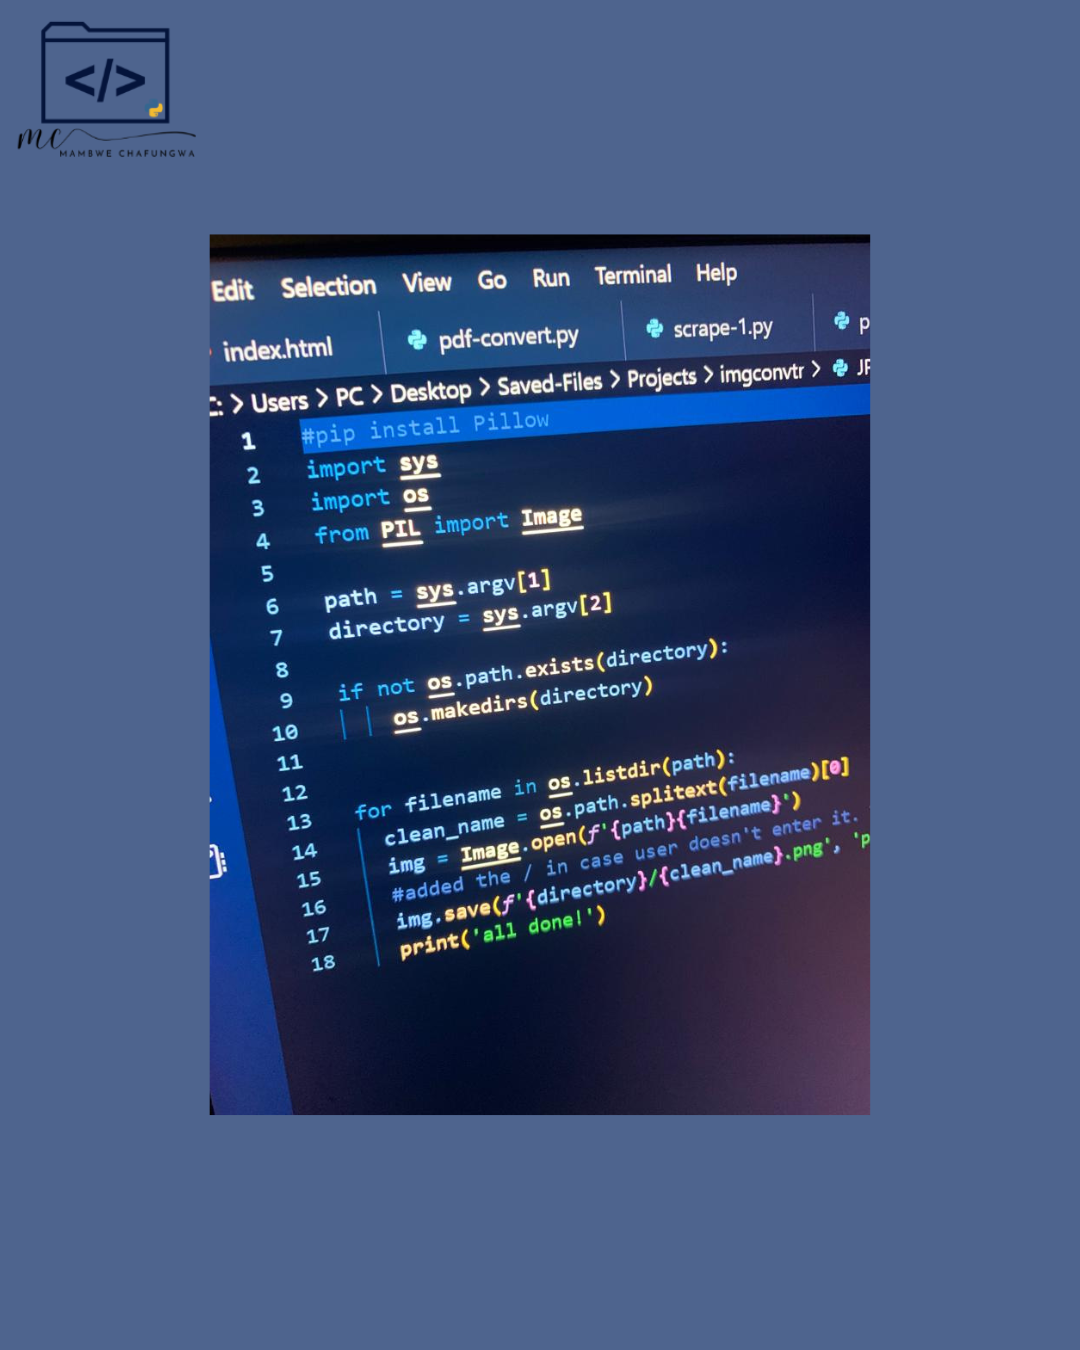 </>
mc
MAMBWE CHAFUNGWA
Edit Selection View Go Run Terminal Help
index.html pdf-convert.py scrape-1.py
C: > Users > PC > Desktop > Saved-Files > Projects > imgconvtr >
1 #pip install Pillow
2 import sys
3 import os
4 from PIL import Image
5
6 path = sys.argv[1]
7 directory = sys.argv[2]
8
9 if not os.path.exists(directory):
10 os.makedirs(directory)
11
12
13 for filename in os.listdir(path):
14 clean_name = os.path.splitext(filename)[0]
15 img = Image.open(f'{path}{filename}')
16 #added the / in case user doesn't enter it.
17 img.save(f'{directory}/{clean_name}.png', 'p
18 print('all done!')